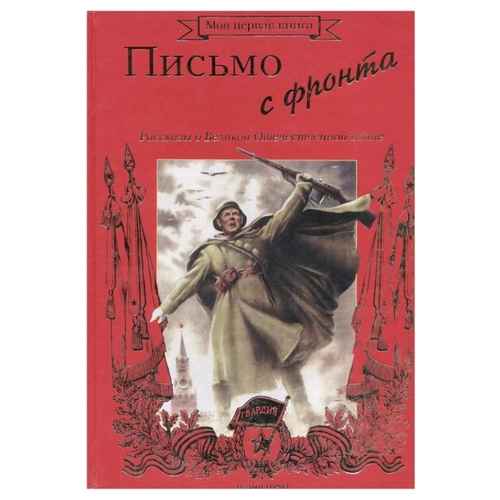 Моя первая книга
Письмо
с фронта
Рассказы о Великой Отечественной войне
ГВАРДИЯ